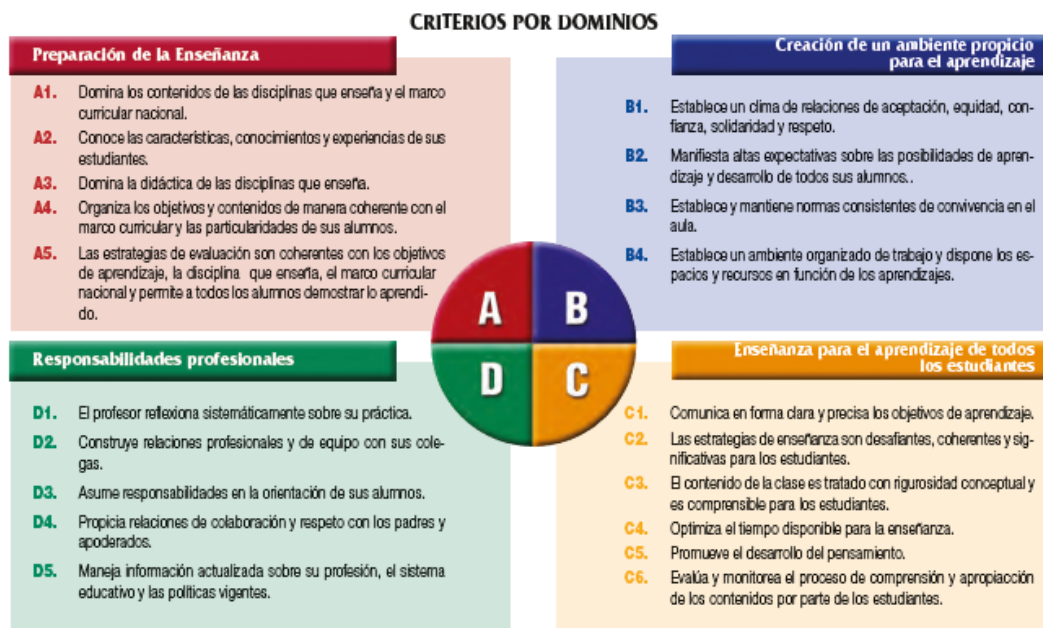 CRITERIOS POR DOMINIOS
Preparación de la Enseñanza
A1. Domina los contenidos de las disciplinas que enseña y el marco
curricular nacional.
A2. Conoce las características, conocimientos y experiencias de sus
estudiantes.
A3. Domina la didáctica de las disciplinas que enseña.
A4. Organiza los objetivos y contenidos de manera coherente con el
marco curricular y las particularidades de sus alumnos.
A5. Las estrategias de evaluación son coherentes con los objetivos
de aprendizaje, la disciplina que enseña, el marco curricular
nacional y permite a todos los alumnos demostrar lo aprendi-
do.
Creación de un ambiente propicio
para el aprendizaje
B1. Establece un clima de relaciones de aceptación, equidad, con-
fianza, solidaridad y respeto.
B2. Manifiesta altas expectativas sobre las posibilidades de apren-
dizaje y desarrollo de todos sus alumnos..
B3. Establece y mantiene normas consistentes de convivencia en el
aula.
B4. Establece un ambiente organizado de trabajo y dispone los es-
pacios y recursos en función de los aprendizajes.
A B
D C
Responsabilidades profesionales
D1. El profesor reflexiona sistemáticamente sobre su práctica.
D2. Construye relaciones profesionales y de equipo con sus cole-
gas.
D3. Asume responsabilidades en la orientación de sus alumnos.
D4. Propicia relaciones de colaboración y respeto con los padres y
apoderados.
D5. Maneja información actualizada sobre su profesión, el sistema
educativo y las políticas vigentes.
Enseñanza para el aprendizaje de todos
los estudiantes
C1. Comunica en forma clara y precisa los objetivos de aprendizaje.
C2. Las estrategias de enseñanza son desafiantes, coherentes y sig-
nificativas para los estudiantes.
C3. El contenido de la clase es tratado con rigurosidad conceptual y
es comprensible para los estudiantes.
C4. Optimiza el tiempo disponible para la enseñanza.
C5. Promueve el desarrollo del pensamiento.
C6. Evalúa y monitorea el proceso de comprensión y apropiacción
de los contenidos por parte de los estudiantes.